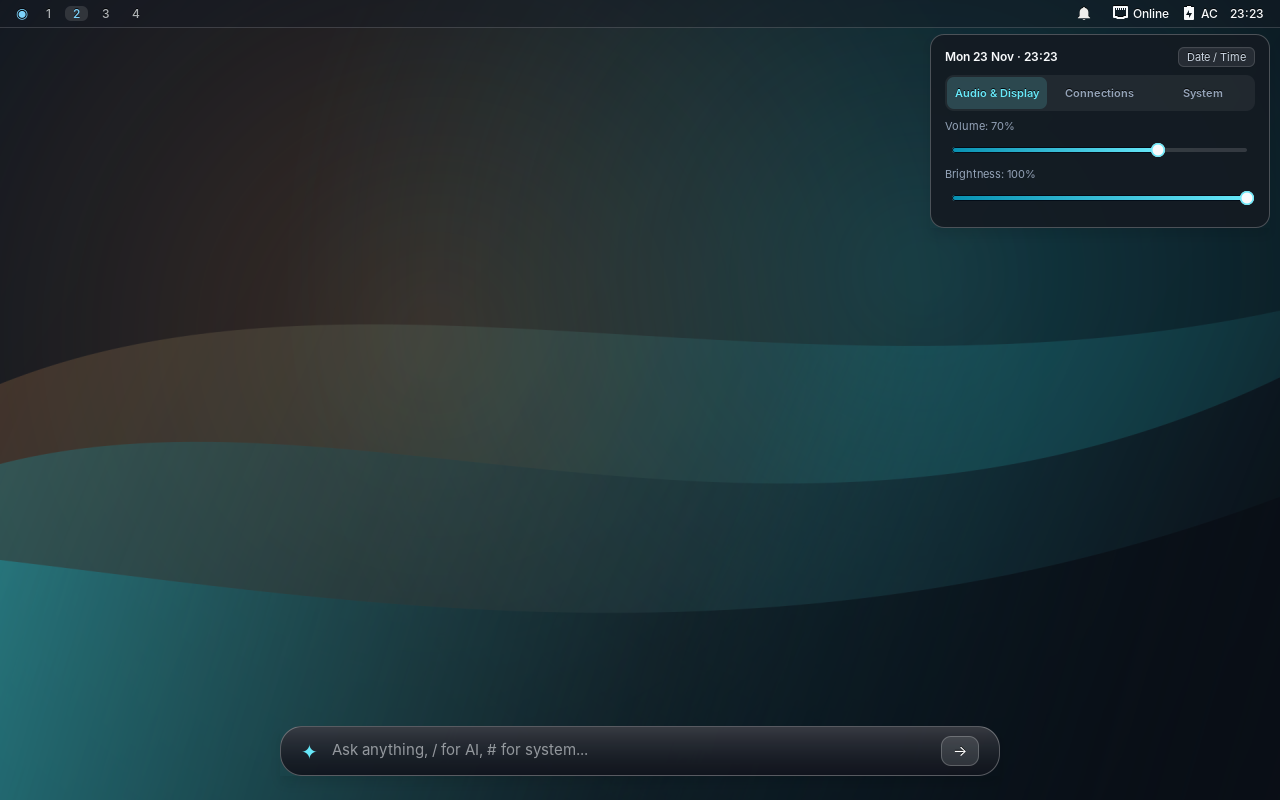 1 2 3 4 Online AC 23:23
Mon 23 Nov · 23:23 Date / Time
Audio & Display Connections System
Volume: 70%
Brightness: 100%
Ask anything, / for AI, # for system...